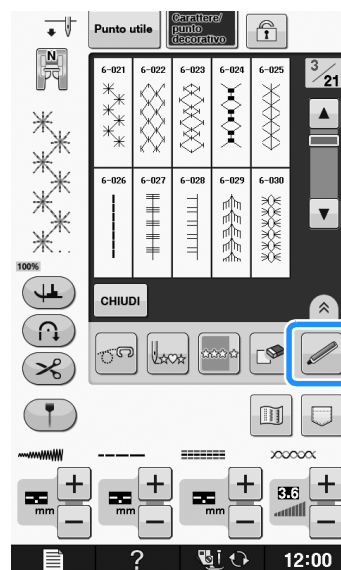 Punto utile
Carattere/
punto
decorativo
N
6-021 6-022 6-023 6-024 6-025
3/21
6-026 6-027 6-028 6-029 6-030
100%
CHIUDI
mm mm mm 3.6
? 12:00